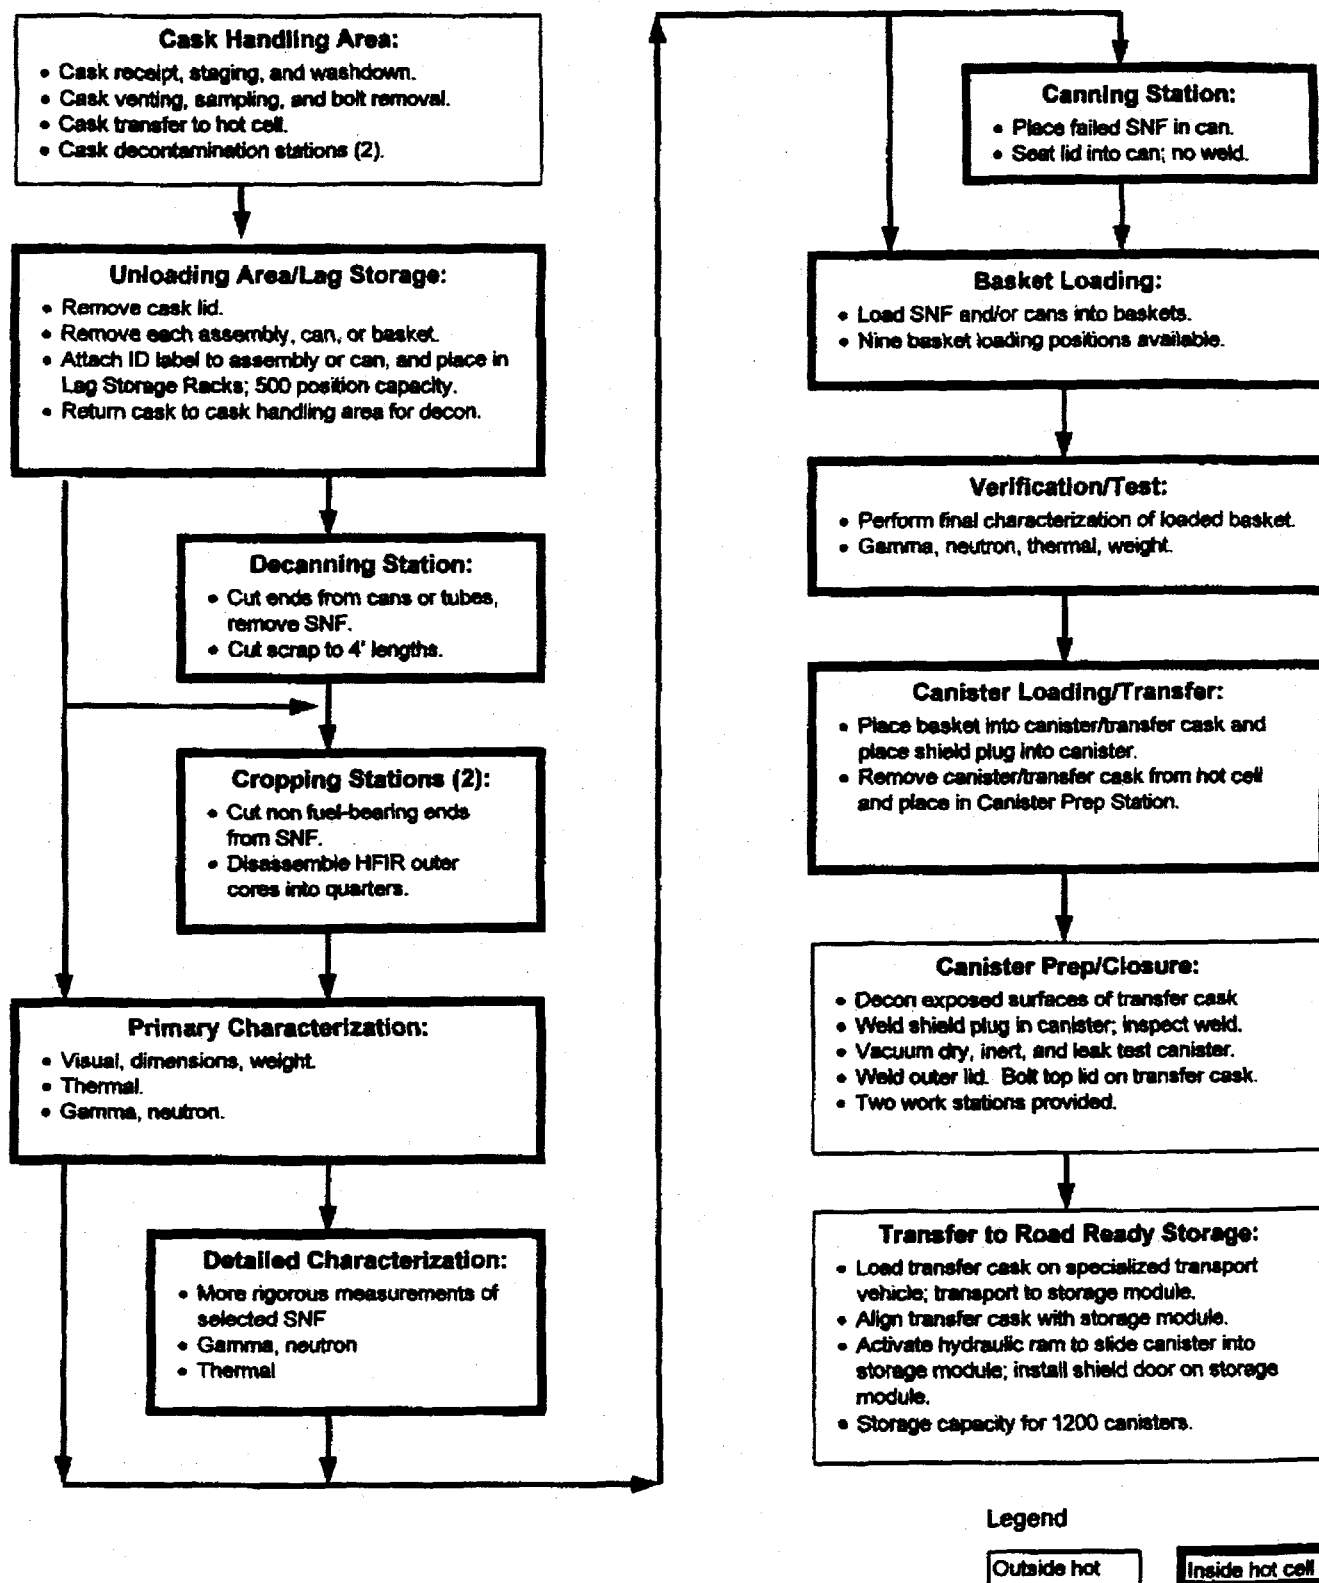 Cask Handling Area:
• Cask receipt, staging, and washdown.
• Cask venting, sampling, and bolt removal.
• Cask transfer to hot cell.
• Cask decontamination stations (2).
Unloading Area/Lag Storage:
• Remove cask lid.
• Remove each assembly, can, or basket.
• Attach ID label to assembly or can, and place in
Lag Storage Racks; 500 position capacity.
• Return cask to cask handling area for decon.
Decanning Station:
• Cut ends from cans or tubes,
remove SNF.
• Cut scrap to 4' lengths.
Cropping Stations (2):
• Cut non fuel-bearing ends
from SNF.
• Disassemble HFIR outer
cores into quarters.
Primary Characterization:
• Visual, dimensions, weight.
• Thermal.
• Gamma, neutron.
Detailed Characterization:
• More rigorous measurements of
selected SNF
• Gamma, neutron
• Thermal
Canning Station:
• Place failed SNF in can.
• Seat lid into can; no weld.
Basket Loading:
• Load SNF and/or cans into baskets.
• Nine basket loading positions available.
Verification/Test:
• Perform final characterization of loaded basket.
• Gamma, neutron, thermal, weight.
Canister Loading/Transfer:
• Place basket into canister/transfer cask and
place shield plug into canister.
• Remove canister/transfer cask from hot cell
and place in Canister Prep Station.
Canister Prep/Closure:
• Decon exposed surfaces of transfer cask
• Weld shield plug in canister; inspect weld.
• Vacuum dry, inert, and leak test canister.
• Weld outer lid. Bolt top lid on transfer cask.
• Two work stations provided.
Transfer to Road Ready Storage:
• Load transfer cask on specialized transport
vehicle; transport to storage module.
• Align transfer cask with storage module.
• Activate hydraulic ram to slide canister into
storage module; install shield door on storage
module.
• Storage capacity for 1200 canisters.
Legend
Outside hot
Inside hot cell